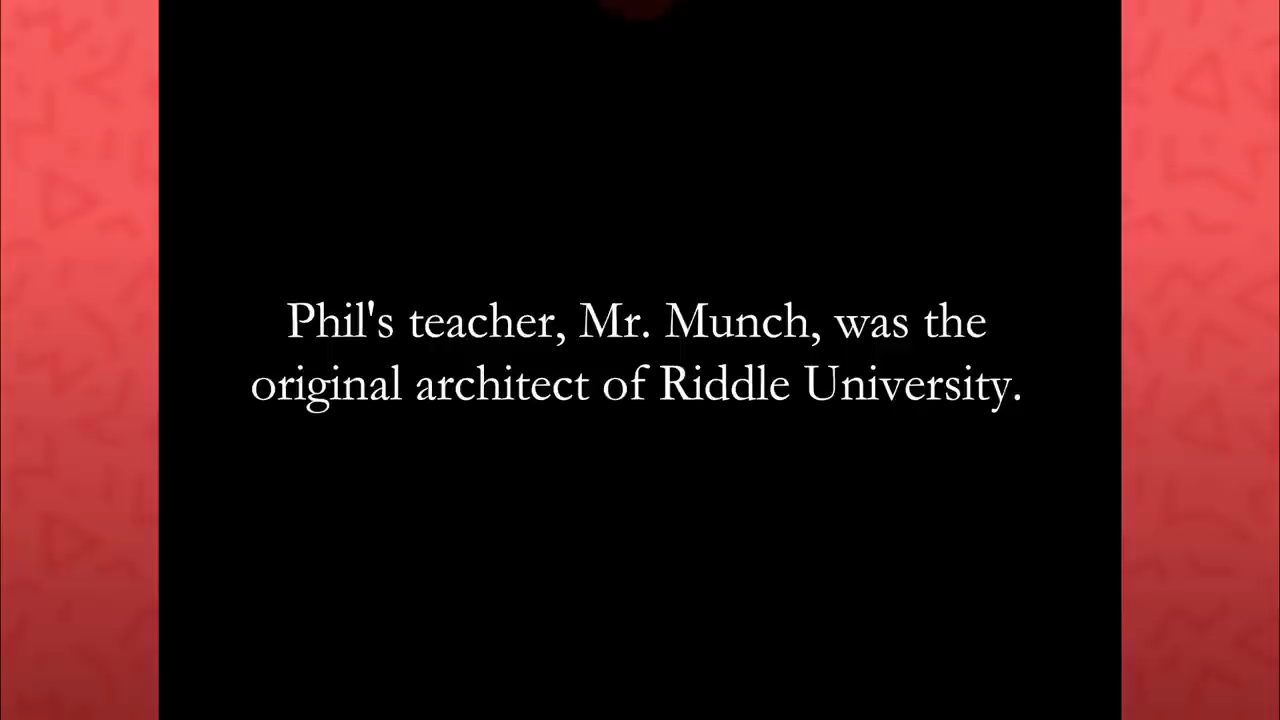 Phil's teacher, Mr. Munch, was the
original architect of Riddle University.